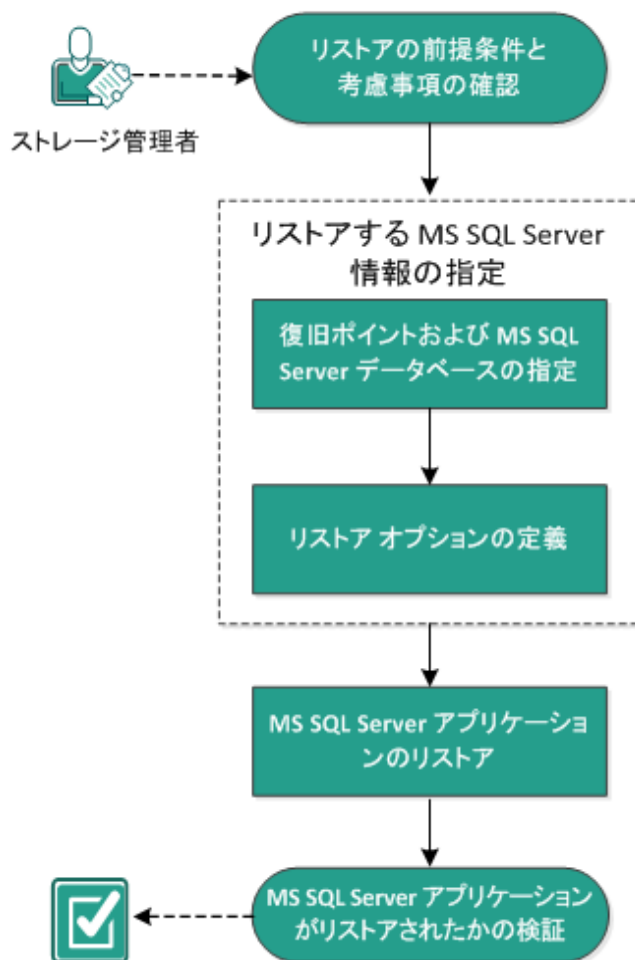 リストアの前提条件と
考慮事項の確認
ストレージ管理者
リストアする MS SQL Server
情報の指定
復旧ポイントおよび MS SQL
Server データベースの指定
リストア オプションの定義
MS SQL Server アプリケーショ
ンのリストア
MS SQL Server アプリケーション
がリストアされたかの検証